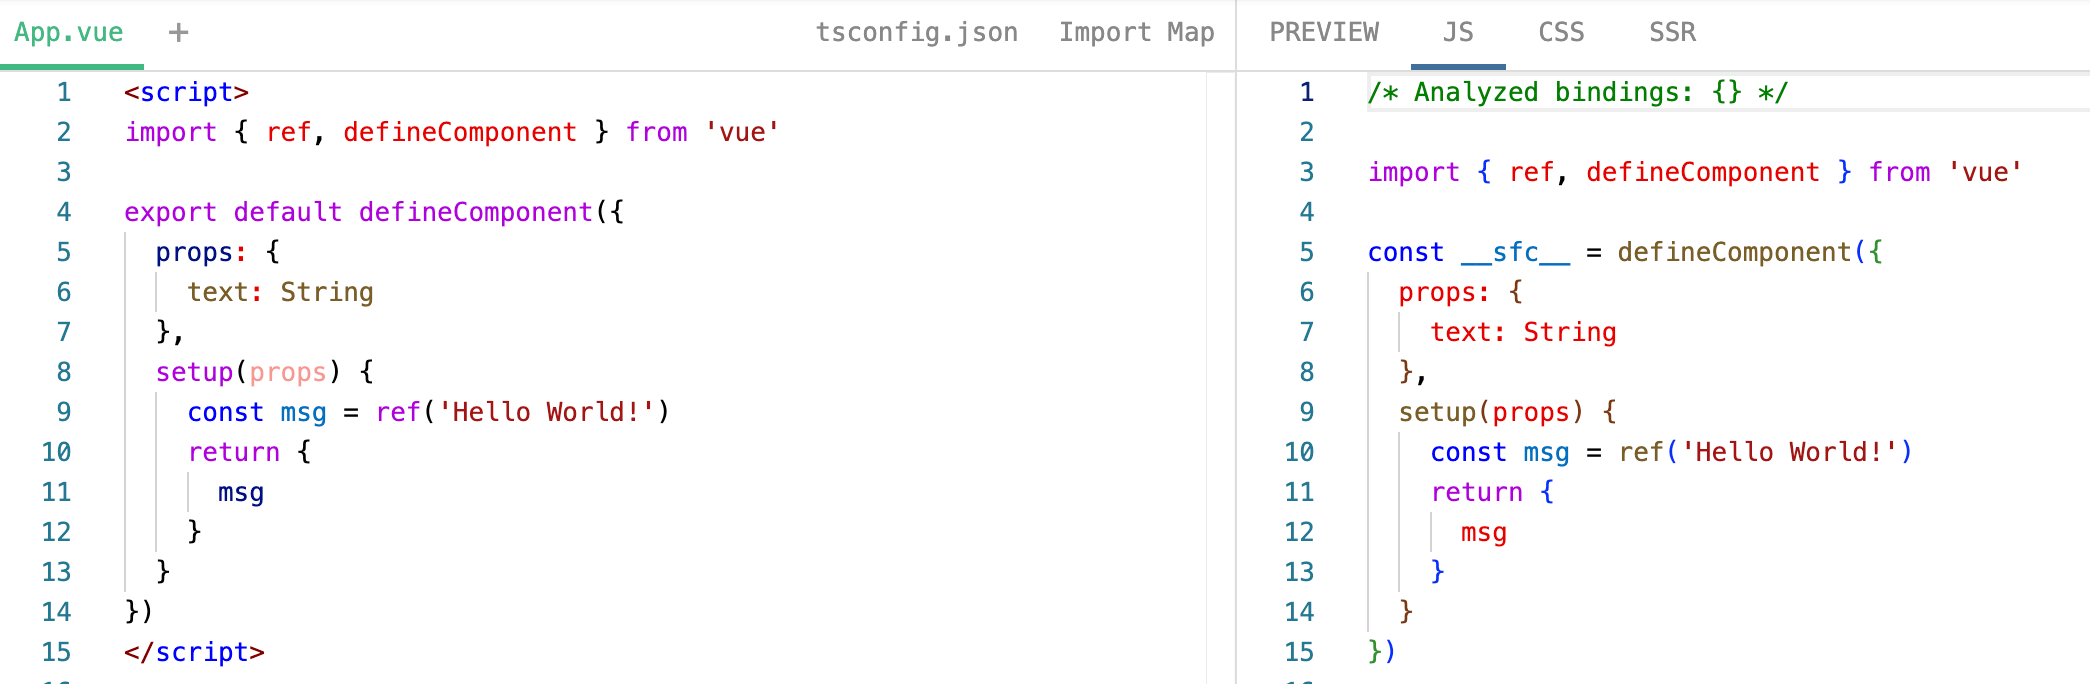 App.vue + tsconfig.json Import Map
1 <script>
2 import { ref, defineComponent } from 'vue'
3
4 export default defineComponent({
5 props: {
6 text: String
7 },
8 setup(props) {
9 const msg = ref('Hello World!')
10 return {
11 msg
12 }
13 }
14 })
15 </script>
PREVIEW JS CSS SSR
1 /* Analyzed bindings: {} */
2
3 import { ref, defineComponent } from 'vue'
4
5 const __sfc__ = defineComponent({
6 props: {
7 text: String
8 },
9 setup(props) {
10 const msg = ref('Hello World!')
11 return {
12 msg
13 }
14 }
15 })